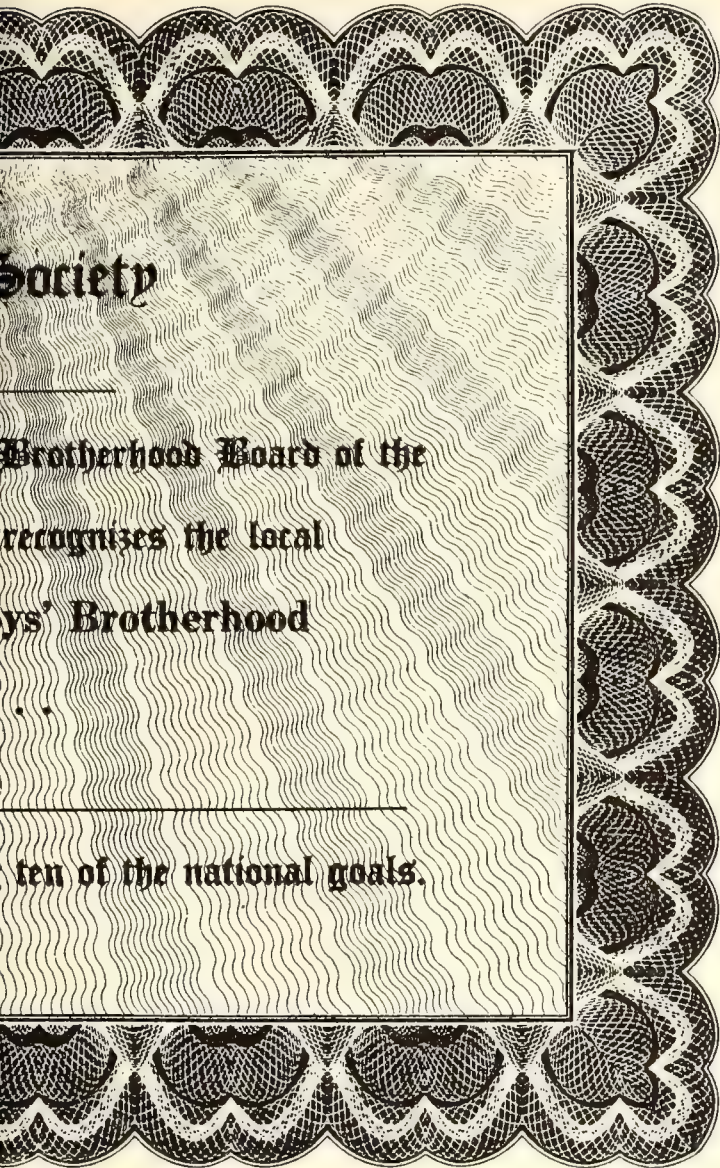 Society
Brotherhood Board of the
recognizes the local
ys' Brotherhood
. .
ten of the national goals.